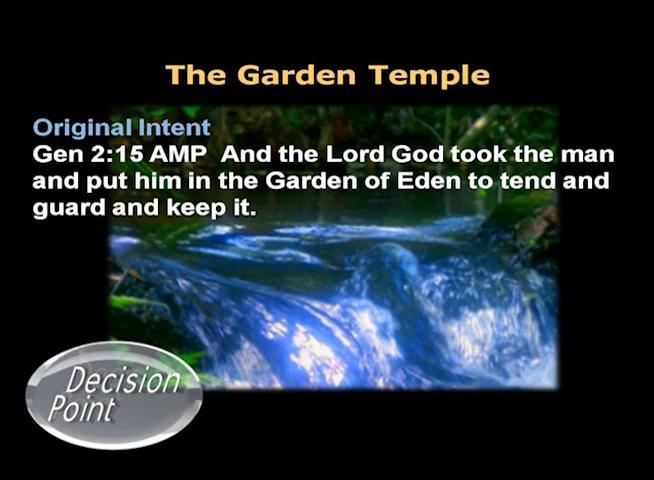 The Garden Temple
Original Intent
Gen 2:15 AMP  And the Lord God took the man
and put him in the Garden of Eden to tend and
guard and keep it.
Decision
Point